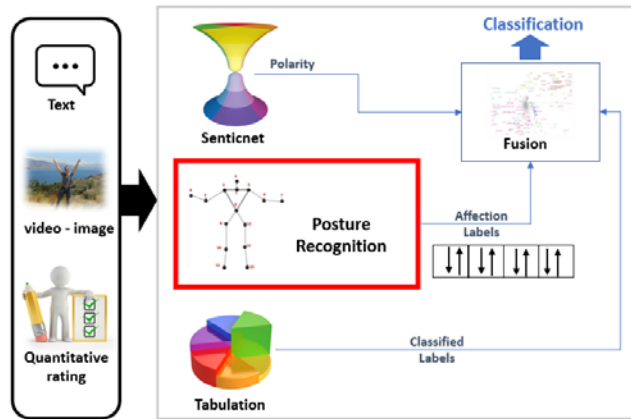 Text
video - image
Quantitative
rating
Senticnet
Polarity
Classification
Fusion
Posture
Recognition
Affection
Labels
Tabulation
Classified
Labels